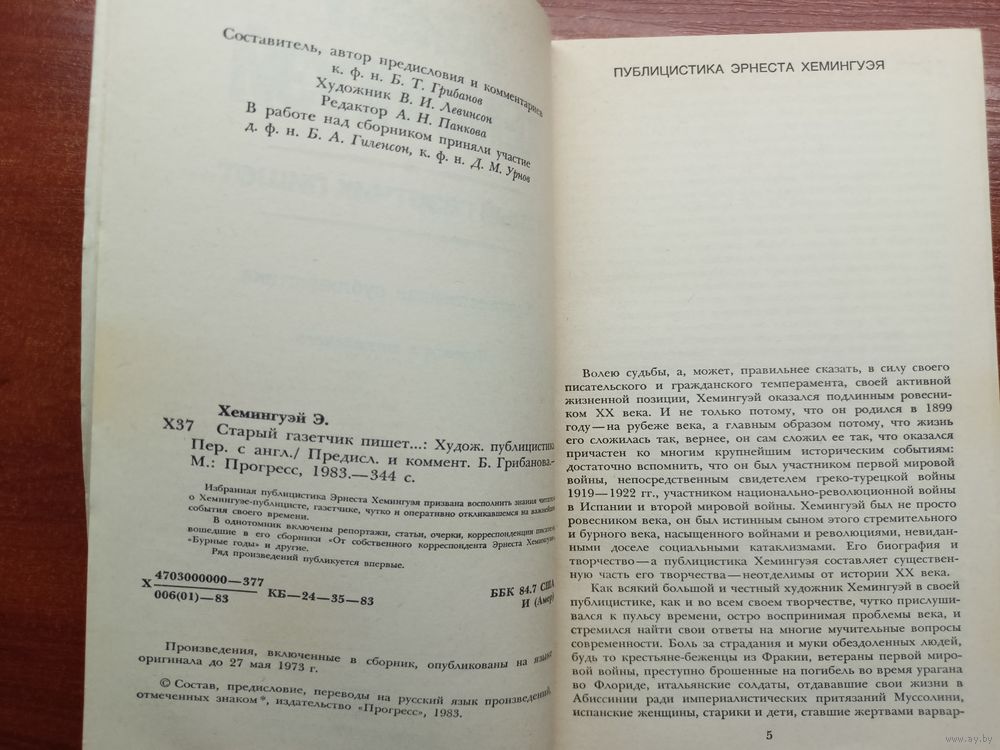 Составитель, автор предисловия и комментариев
к. ф. н. Б. Т. Грибанов
Художник В. И. Левинсон
Редактор А. Н. Панкова
В работе над сборником приняли участие
д. ф. н. Б. А. Гиленсон, к. ф. н. Д. М. Урнов
Хемингуэй Э.
Х37 Старый газетчик пишет...: Худож. публицистика
Пер. с англ./ Предисл. и коммент. Б. Грибанова.—
М.: Прогресс, 1983.—344 с.
Избранная публицистика Эрнеста Хемингуэя призвана восполнить знания читателя
о Хемингуэе-публицисте, газетчике, чутко и оперативно откликавшемся на важнейшие
события своего времени.
В однотомник включены репортажи, статьи, очерки, корреспонденции писателя,
вошедшие в его сборники «От собственного корреспондента Эрнеста Хемингуэя»,
«Бурные годы» и другие.
Ряд произведений публикуется впервые.
Х 4703000000—377
006(01)—83
КБ—24—35—83
ББК 84.7 США
И (Амер)
Произведения, включенные в сборник, опубликованы на языке
оригинала до 27 мая 1973 г.
© Состав, предисловие, переводы на русский язык произведений,
отмеченных знаком*, издательство «Прогресс», 1983.
ПУБЛИЦИСТИКА ЭРНЕСТА ХЕМИНГУЭЯ
Волею судьбы, а, может, правильнее сказать, в силу своего
писательского и гражданского темперамента, своей активной
жизненной позиции, Хемингуэй оказался подлинным ровесни-
ком XX века. И не только потому, что он родился в 1899
году—на рубеже века, а главным образом потому, что жизнь
его сложилась так, вернее, он сам сложил ее так, что оказался
причастен ко многим крупнейшим историческим событиям:
достаточно вспомнить, что он был участником первой мировой
войны, непосредственным свидетелем греко-турецкой войны
1919—1922 гг., участником национально-революционной войны
в Испании и второй мировой войны. Хемингуэй был не просто
ровесником века, он был истинным сыном этого стремительного
и бурного века, насыщенного войнами и революциями, невидан-
ными доселе социальными катаклизмами. Его биография и
творчество—а публицистика Хемингуэя составляет существен-
ную часть его творчества—неотделимы от истории XX века.
Как всякий большой и честный художник Хемингуэй в своей
публицистике, как и во всем своем творчестве, чутко прислуши-
вался к пульсу времени, остро воспринимая проблемы века, и
стремился найти свои ответы на многие мучительные вопросы
современности. Боль за страдания и муки обездоленных людей,
будь то крестьяне-беженцы из Фракии, ветераны первой миро-
вой войны, преступно брошенные на погибель во время урагана
во Флориде, итальянские солдаты, отдававшие свои жизни в
Абиссинии ради империалистических притязаний Муссолини,
испанские женщины, старики и дети, ставшие жертвами варвар-
5
www.ay.by